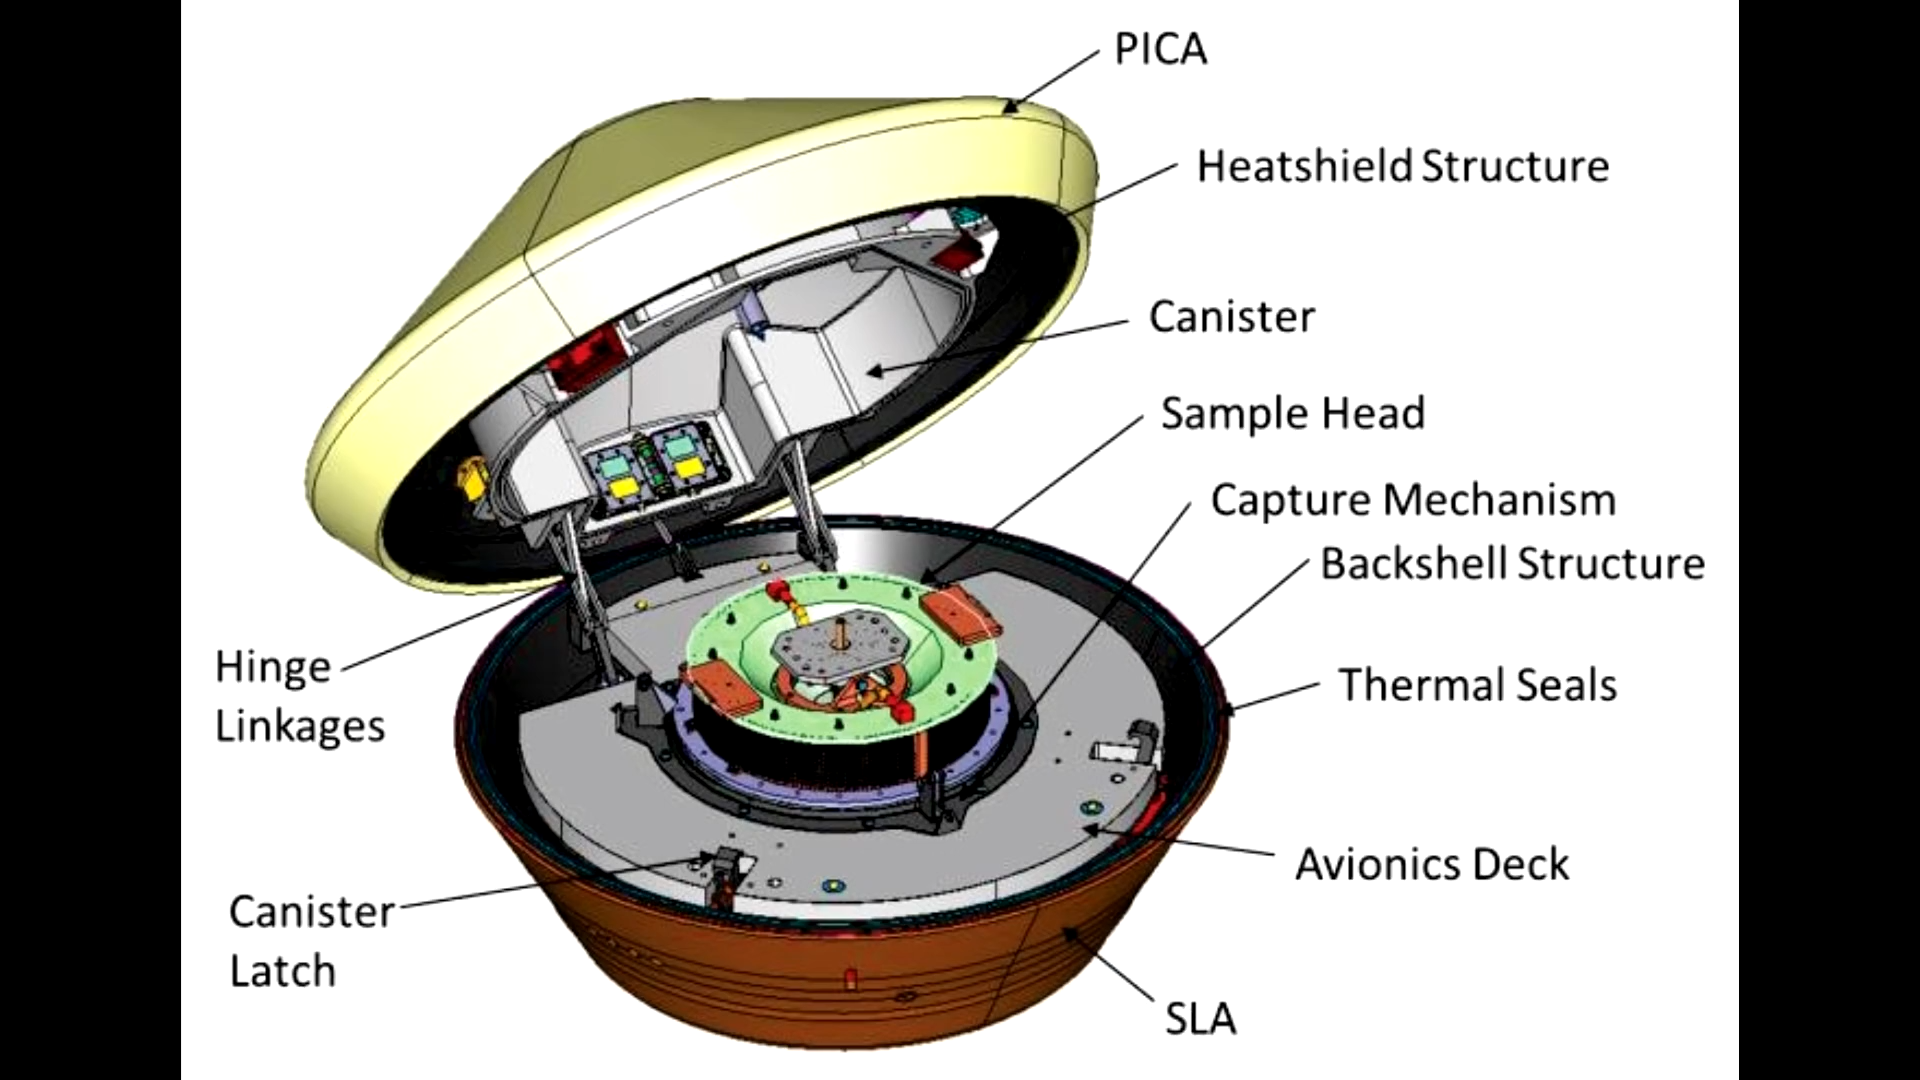 PICA
Heatshield Structure
Canister
Sample Head
Capture Mechanism
Backshell Structure
Hinge
Linkages
Thermal Seals
Avionics Deck
Canister
Latch
SLA